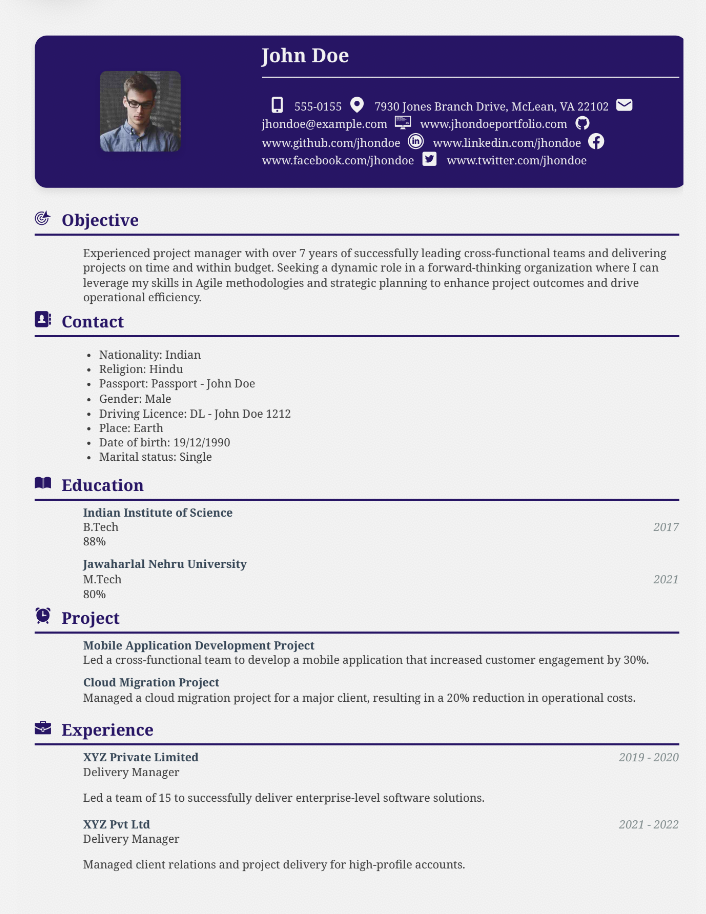 John Doe
555-0155 7930 Jones Branch Drive, McLean, VA 22102
jhondoe@example.com www.jhondoeportfolio.com
www.github.com/jhondoe www.linkedin.com/jhondoe
www.facebook.com/jhondoe www.twitter.com/jhondoe
Objective
Experienced project manager with over 7 years of successfully leading cross-functional teams and delivering
projects on time and within budget. Seeking a dynamic role in a forward-thinking organization where I can
leverage my skills in Agile methodologies and strategic planning to enhance project outcomes and drive
operational efficiency.
Contact
• Nationality: Indian
• Religion: Hindu
• Passport: Passport - John Doe
• Gender: Male
• Driving Licence: DL - John Doe 1212
• Place: Earth
• Date of birth: 19/12/1990
• Marital status: Single
Education
Indian Institute of Science
B.Tech 2017
88%
Jawaharlal Nehru University
M.Tech 2021
80%
Project
Mobile Application Development Project
Led a cross-functional team to develop a mobile application that increased customer engagement by 30%.
Cloud Migration Project
Managed a cloud migration project for a major client, resulting in a 20% reduction in operational costs.
Experience
XYZ Private Limited 2019 - 2020
Delivery Manager
Led a team of 15 to successfully deliver enterprise-level software solutions.
XYZ Pvt Ltd 2021 - 2022
Delivery Manager
Managed client relations and project delivery for high-profile accounts.